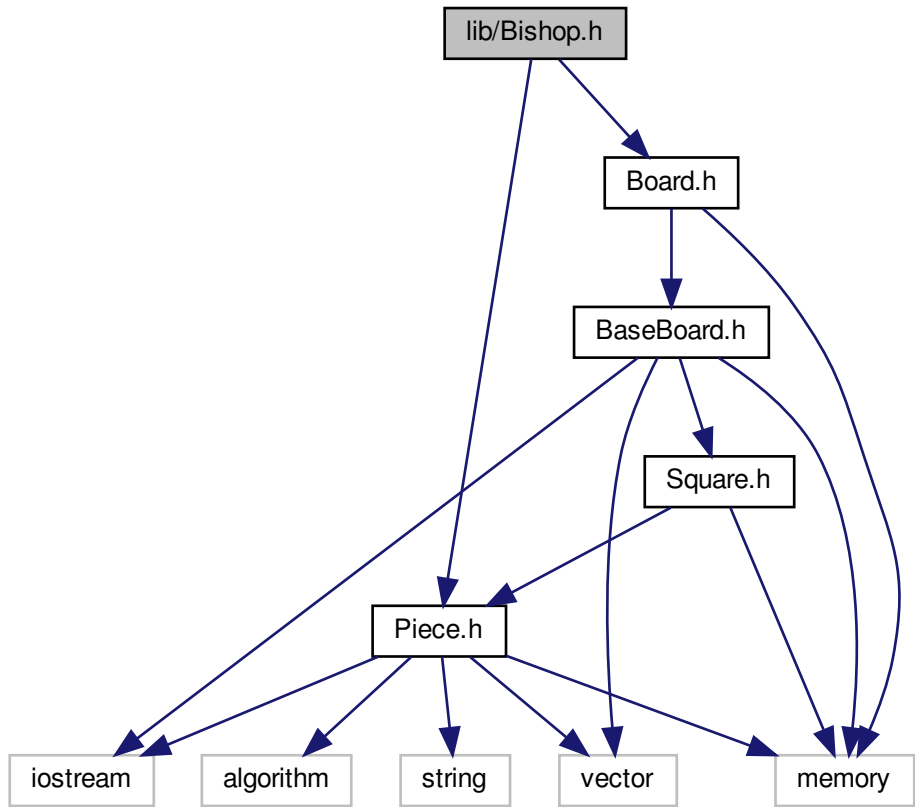 lib/Bishop.h
Board.h
BaseBoard.h
Square.h
Piece.h
iostream
algorithm
string
vector
memory